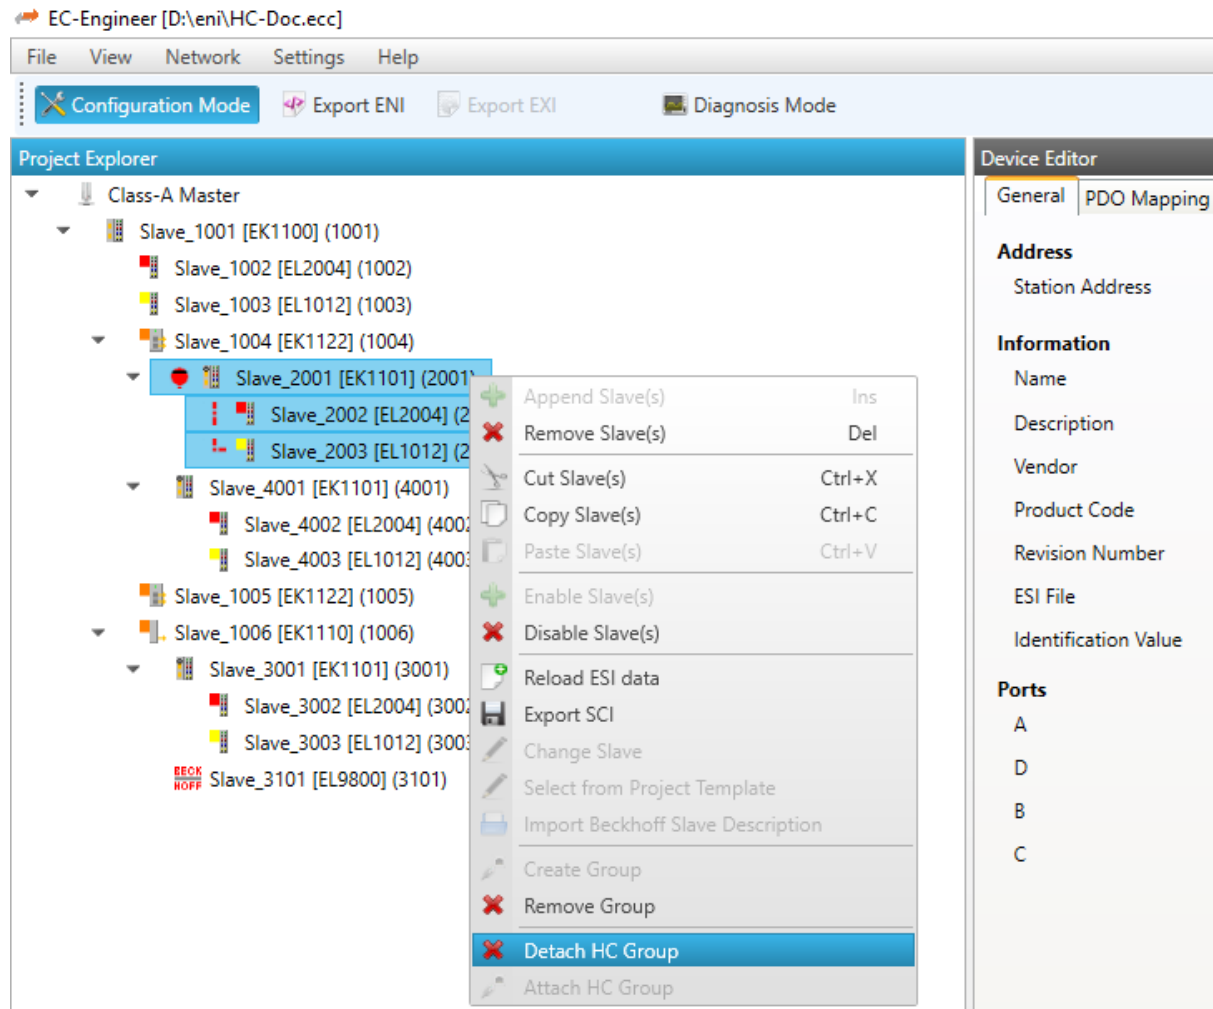 EC-Engineer [D:\eni\HC-Doc.ecc]
File View Network Settings Help
Configuration Mode Export ENI Export EXI Diagnosis Mode
Project Explorer
Class-A Master
Slave_1001 [EK1100] (1001)
Slave_1002 [EL2004] (1002)
Slave_1003 [EL1012] (1003)
Slave_1004 [EK1122] (1004)
Slave_2001 [EK1101] (2001)
Slave_2002 [EL2004] (2
Slave_2003 [EL1012] (2
Slave_4001 [EK1101] (4001)
Slave_4002 [EL2004] (4002
Slave_4003 [EL1012] (4003
Slave_1005 [EK1122] (1005)
Slave_1006 [EK1110] (1006)
Slave_3001 [EK1101] (3001)
Slave_3002 [EL2004] (3002
Slave_3003 [EL1012] (3003
BECK
HOFF
Slave_3101 [EL9800] (3101)
Append Slave(s) Ins
Remove Slave(s) Del
Cut Slave(s) Ctrl+X
Copy Slave(s) Ctrl+C
Paste Slave(s) Ctrl+V
Enable Slave(s)
Disable Slave(s)
Reload ESI data
Export SCI
Change Slave
Select from Project Template
Import Beckhoff Slave Description
Create Group
Remove Group
Detach HC Group
Attach HC Group
Device Editor
General PDO Mapping
Address
Station Address
Information
Name
Description
Vendor
Product Code
Revision Number
ESI File
Identification Value
Ports
A
D
B
C